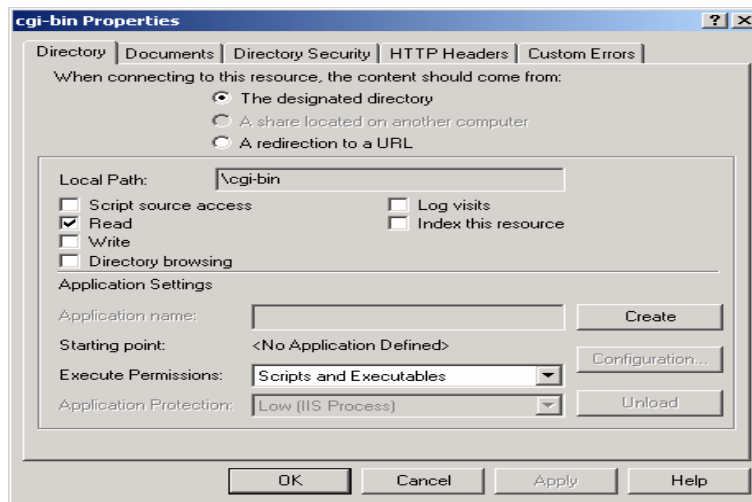 cgi-bin Properties
Directory Documents Directory Security HTTP Headers Custom Errors
When connecting to this resource, the content should come from:
The designated directory
A share located on another computer
A redirection to a URL
Local Path: \cgi-bin
Script source access Log visits
Read Index this resource
Write
Directory browsing
Application Settings
Application name: Create
Starting point: <No Application Defined>
Configuration...
Execute Permissions: Scripts and Executables
Application Protection: Low (IIS Process) Unload
OK Cancel Apply Help